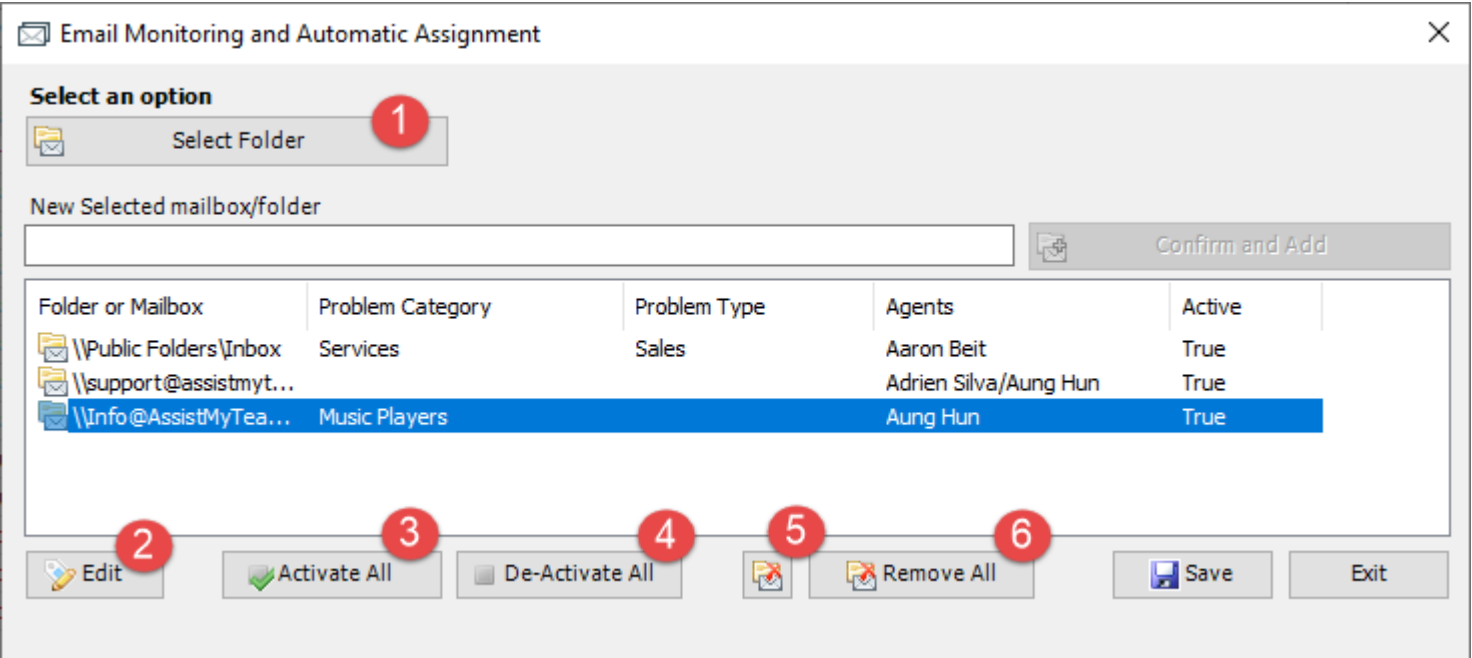 Email Monitoring and Automatic Assignment
Select an option
Select Folder 1
New Selected mailbox/folder
Confirm and Add
Folder or Mailbox Problem Category Problem Type Agents Active
\\Public Folders\Inbox Services Sales Aaron Beit True
\\support@assistmyt... Adrien Silva/Aung Hun True
\\Info@AssistMyTea... Music Players Aung Hun True
2 3 4 5 6
Edit Activate All De-Activate All Remove All Save Exit